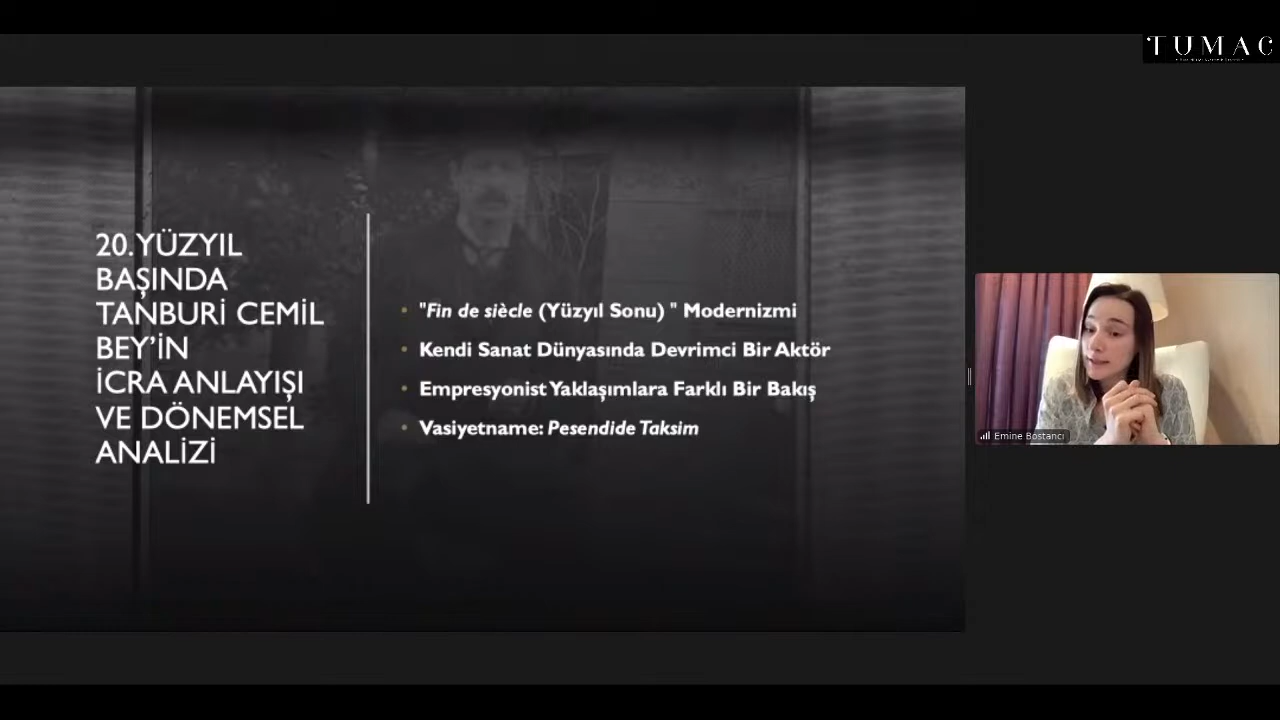 TUMAC
20.YÜZYIL
BAŞINDA
TANBURİ CEMİL
BEY’İN
İCRA ANLAYIŞI
VE DÖNEMSEL
ANALİZİ
"Fin de siècle (Yüzyıl Sonu) " Modernizmi
Kendi Sanat Dünyasında Devrimci Bir Aktör
Empresyonist Yaklaşımlara Farklı Bir Bakış
Vasiyetname: Pesendide Taksim
Emine Bostancı